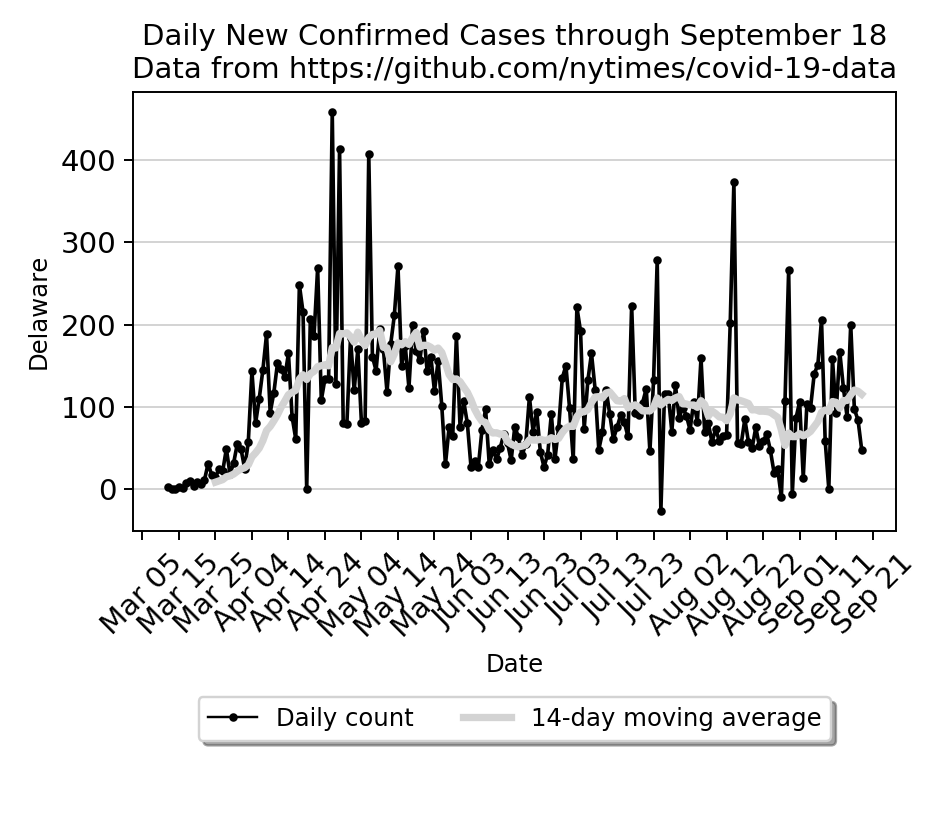 Daily New Confirmed Cases through September 18
Data from https://github.com/nytimes/covid-19-data
Delaware
400
300
200
100
0
Mar 05
Mar 15
Mar 25
Apr 04
Apr 14
Apr 24
May 04
May 14
May 24
Jun 03
Jun 13
Jun 23
Jul 03
Jul 13
Jul 23
Aug 02
Aug 12
Aug 22
Sep 01
Sep 11
Sep 21
Date
Daily count
14-day moving average